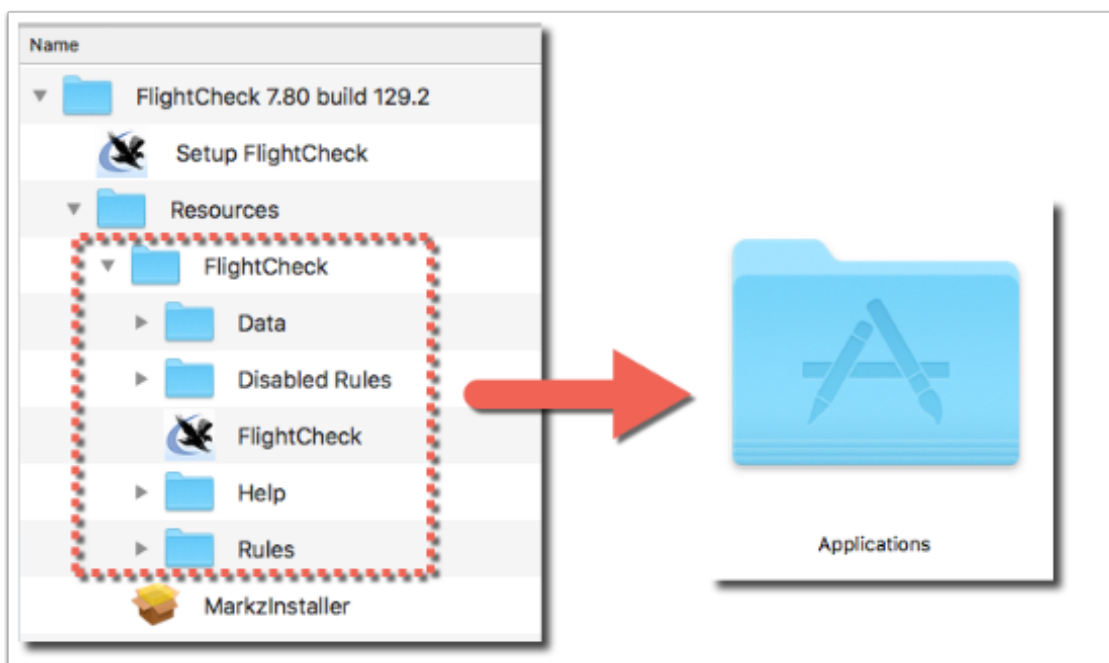 Name
FlightCheck 7.80 build 129.2
Setup FlightCheck
Resources
FlightCheck
Data
Disabled Rules
FlightCheck
Help
Rules
MarkzInstaller
Applications